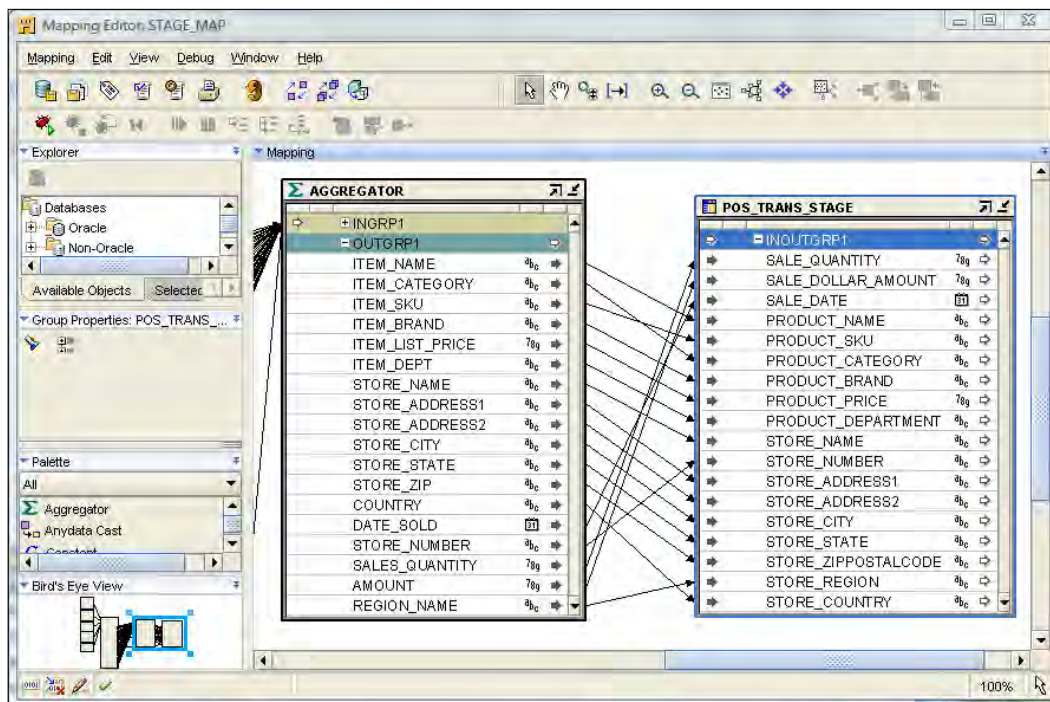 Mapping Editor: STAGE_MAP
Mapping Edit View Debug Window Help
Explorer
Databases
Oracle
Non-Oracle
Available Objects Selected
Group Properties: POS_TRANS_...
Palette
All
Aggregator
Anydata Cast
Constant
Bird's Eye View
Mapping
AGGREGATOR
INGRP1
OUTGRP1
ITEM_NAME
ITEM_CATEGORY
ITEM_SKU
ITEM_BRAND
ITEM_LIST_PRICE
ITEM_DEPT
STORE_NAME
STORE_ADDRESS1
STORE_ADDRESS2
STORE_CITY
STORE_STATE
STORE_ZIP
COUNTRY
DATE_SOLD
STORE_NUMBER
SALES_QUANTITY
AMOUNT
REGION_NAME
POS_TRANS_STAGE
INOUTGRP1
SALE_QUANTITY
SALE_DOLLAR_AMOUNT
SALE_DATE
PRODUCT_NAME
PRODUCT_SKU
PRODUCT_CATEGORY
PRODUCT_BRAND
PRODUCT_PRICE
PRODUCT_DEPARTMENT
STORE_NAME
STORE_NUMBER
STORE_ADDRESS1
STORE_ADDRESS2
STORE_CITY
STORE_STATE
STORE_ZIPPOSTALCODE
STORE_REGION
STORE_COUNTRY
100%